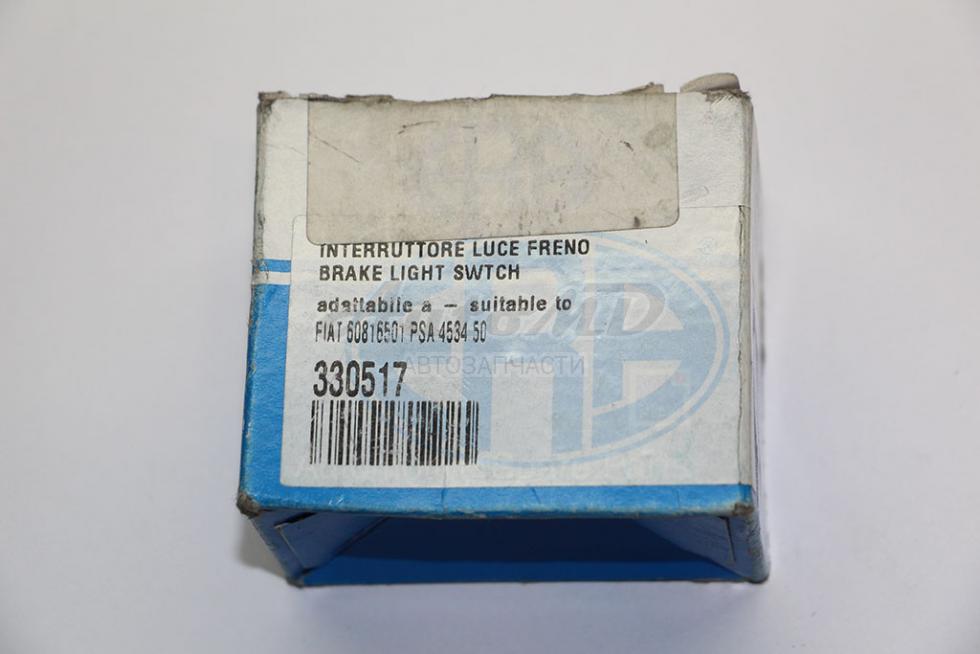 INTERRUTTORE LUCE FRENO
BRAKE LIGHT SWTCH
adattabile a – suitable to
FIAT 60816501 PSA 4534 50
330517
АВТОЗАПЧАСТИ